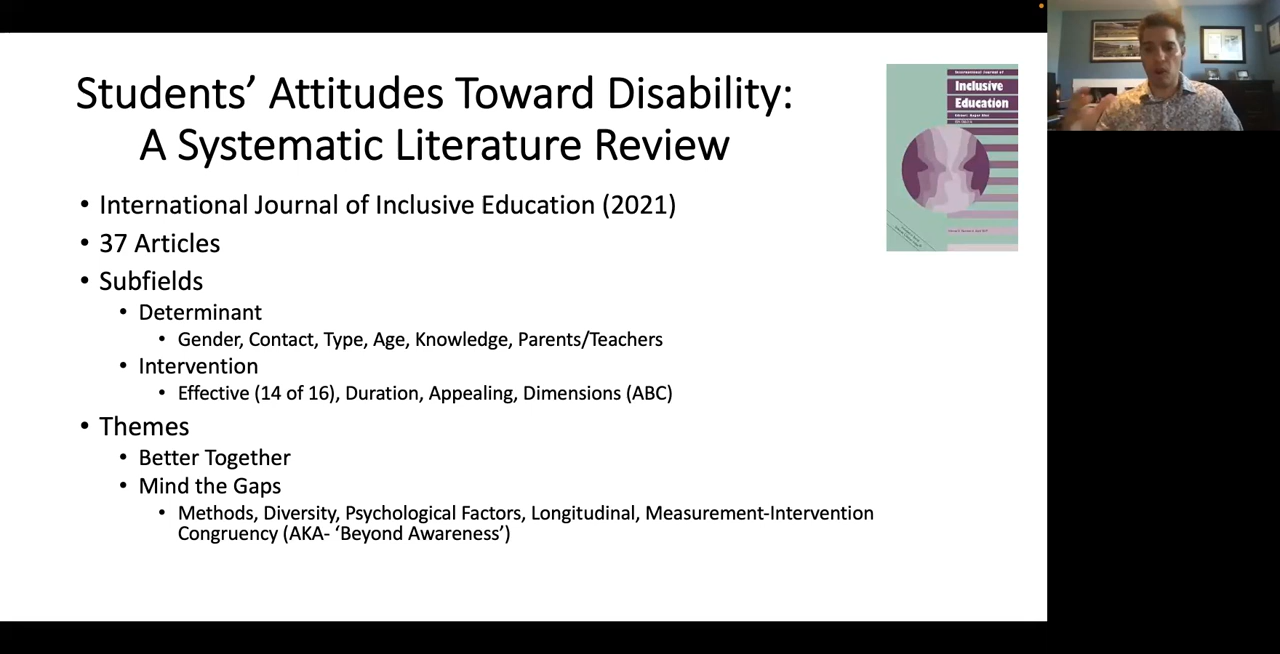 Students’ Attitudes Toward Disability:
A Systematic Literature Review
• International Journal of Inclusive Education (2021)
• 37 Articles
• Subfields
• Determinant
• Gender, Contact, Type, Age, Knowledge, Parents/Teachers
• Intervention
• Effective (14 of 16), Duration, Appealing, Dimensions (ABC)
• Themes
• Better Together
• Mind the Gaps
• Methods, Diversity, Psychological Factors, Longitudinal, Measurement-Intervention
Congruency (AKA- ‘Beyond Awareness’)
International Journal of
Inclusive
Education